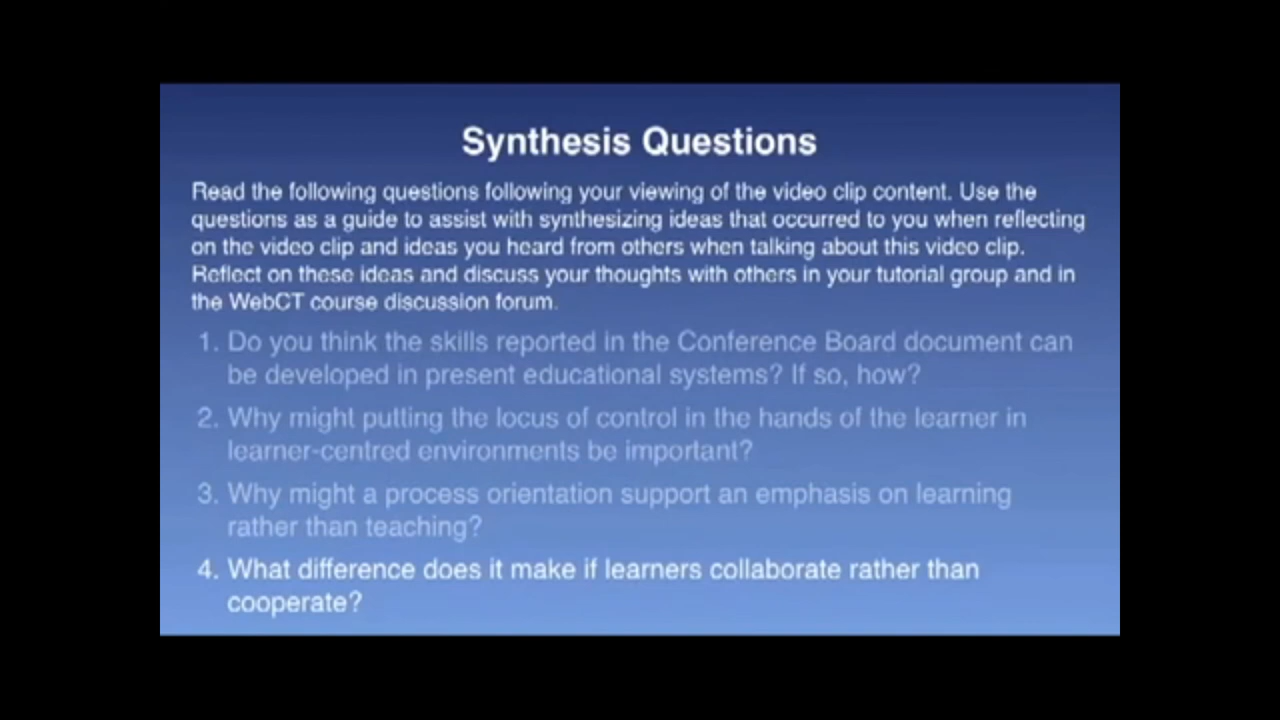 Synthesis Questions
Read the following questions following your viewing of the video clip content. Use the
questions as a guide to assist with synthesizing ideas that occurred to you when reflecting
on the video clip and ideas you heard from others when talking about this video clip.
Reflect on these ideas and discuss your thoughts with others in your tutorial group and in
the WebCT course discussion forum.
1. Do you think the skills reported in the Conference Board document can
be developed in present educational systems? If so, how?
2. Why might putting the locus of control in the hands of the learner in
learner-centred environments be important?
3. Why might a process orientation support an emphasis on learning
rather than teaching?
4. What difference does it make if learners collaborate rather than
cooperate?